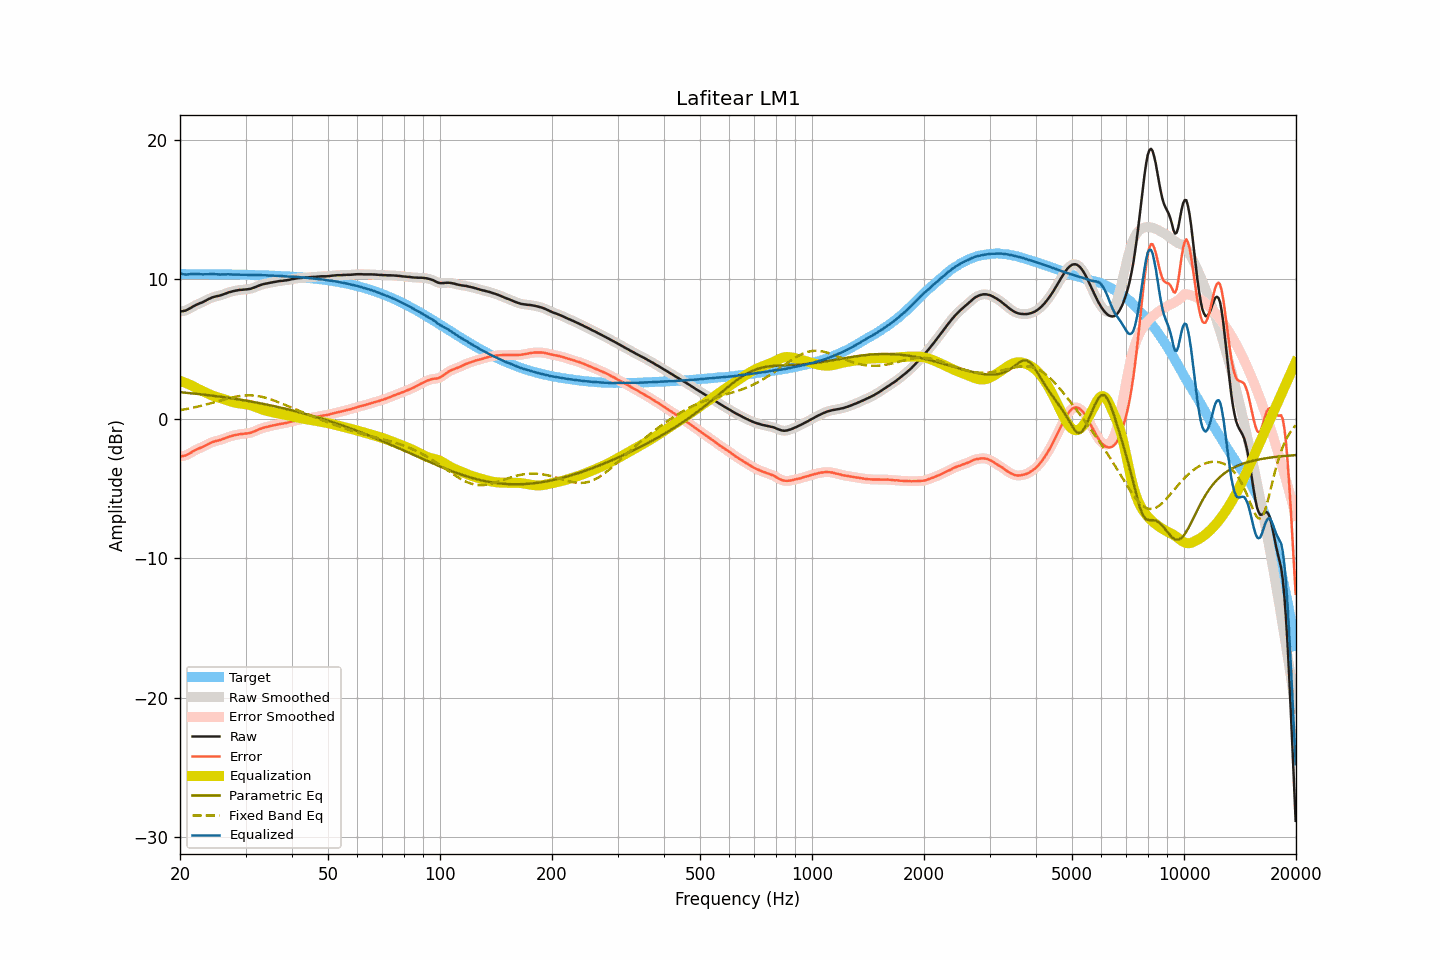 Lafitear LM1
20
10
0
−10
−20
−30
Amplitude (dBr)
Target
Raw Smoothed
Error Smoothed
Raw
Error
Equalization
Parametric Eq
Fixed Band Eq
Equalized
20 50 100 200 500 1000 2000 5000 10000 20000
Frequency (Hz)